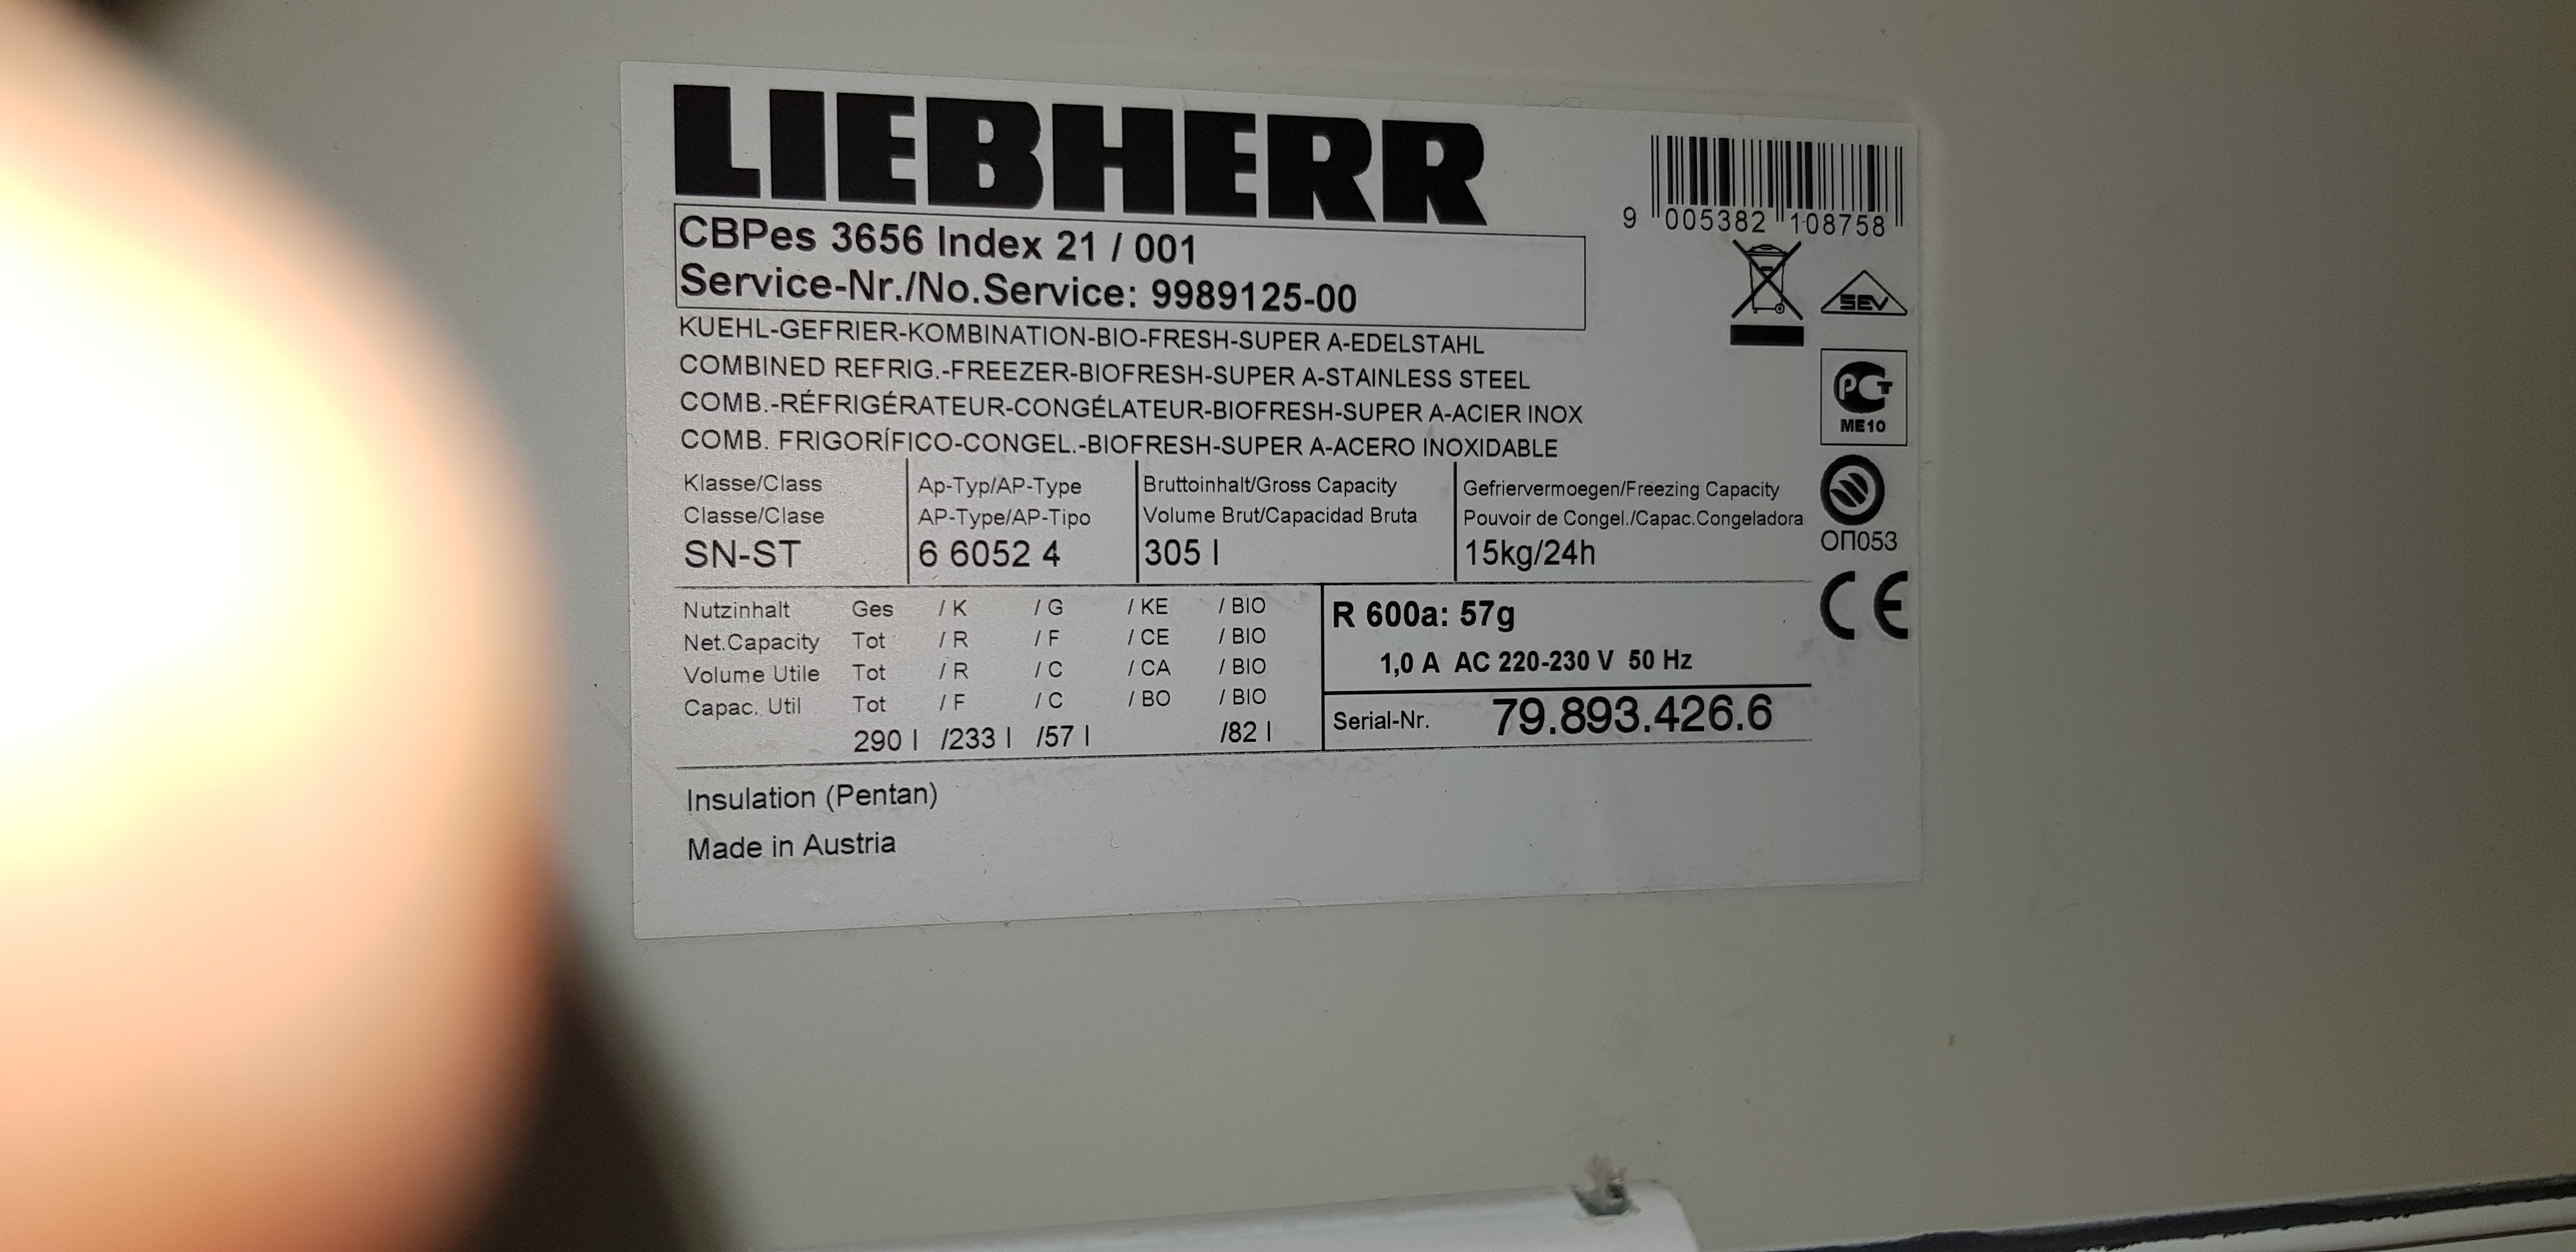 LIEBHERR
9 005382 108758
CBPes 3656 Index 21 / 001
Service-Nr./No.Service: 9989125-00
SEV
KUEHL-GEFRIER-KOMBINATION-BIO-FRESH-SUPER A-EDELSTAHL
COMBINED REFRIG.-FREEZER-BIOFRESH-SUPER A-STAINLESS STEEL
COMB.-RÉFRIGÉRATEUR-CONGÉLATEUR-BIOFRESH-SUPER A-ACIER INOX
COMB. FRIGORÍFICO-CONGEL.-BIOFRESH-SUPER A-ACERO INOXIDABLE
PCT
ME10
Klasse/Class Ap-Typ/AP-Type Bruttoinhalt/Gross Capacity Gefriervermoegen/Freezing Capacity
Classe/Clase AP-Type/AP-Tipo Volume Brut/Capacidad Bruta Pouvoir de Congel./Capac.Congeladora
SN-ST 6 6052 4 305 l 15kg/24h
ОП053
CE
Nutzinhalt Ges / K / G / KE / BIO
Net.Capacity Tot / R / F / CE / BIO
Volume Utile Tot / R / C / CA / BIO
Capac. Util Tot / F / C / BO / BIO
290 l /233 l /57 l /82 l
R 600a: 57g
1,0 A AC 220-230 V 50 Hz
Serial-Nr. 79.893.426.6
Insulation (Pentan)
Made in Austria